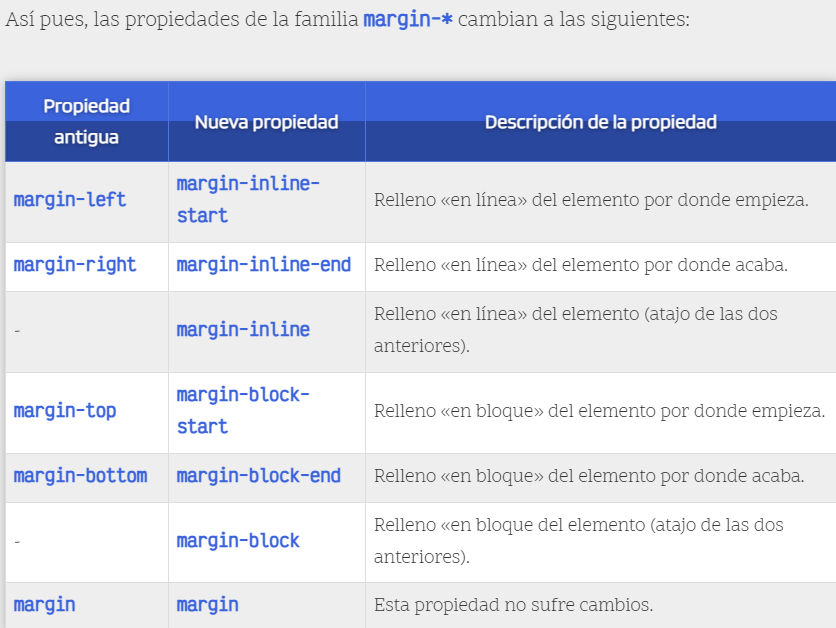 Así pues, las propiedades de la familia margin-* cambian a las siguientes:
Propiedad antigua
Nueva propiedad
Descripción de la propiedad
margin-left
margin-inline-
start
Relleno «en línea» del elemento por donde empieza.
margin-right
margin-inline-end
Relleno «en línea» del elemento por donde acaba.
-
margin-inline
Relleno «en línea» del elemento (atajo de las dos
anteriores).
margin-top
margin-block-
start
Relleno «en bloque» del elemento por donde empieza.
margin-bottom
margin-block-end
Relleno «en bloque» del elemento por donde acaba.
-
margin-block
Relleno «en bloque del elemento (atajo de las dos
anteriores).
margin
margin
Esta propiedad no sufre cambios.